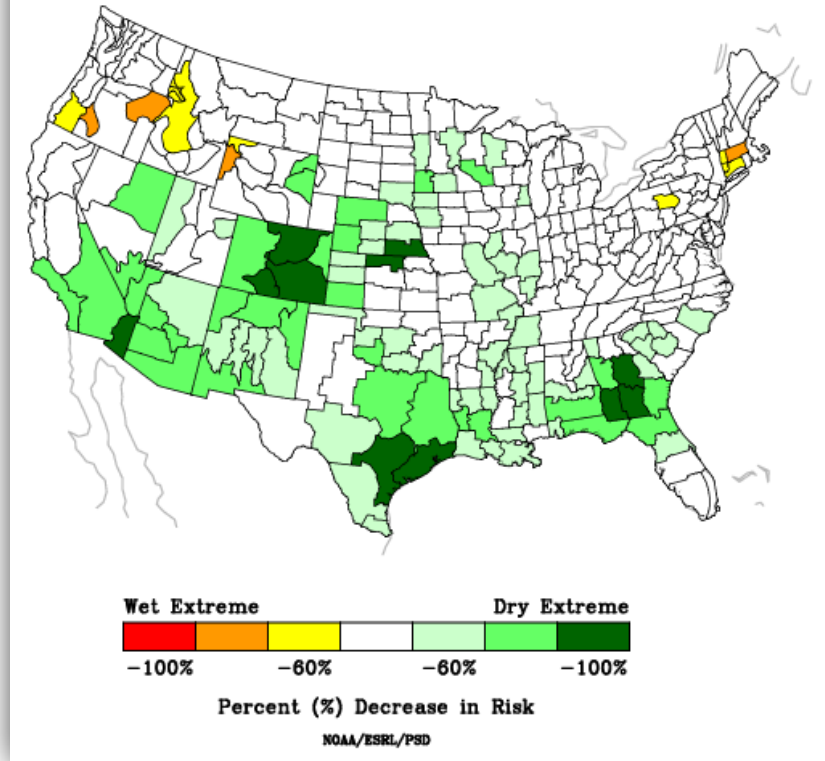 Wet Extreme Dry Extreme
-100% -60% -60% -100%
Percent (%) Decrease in Risk
NOAA/ESRL/PSD